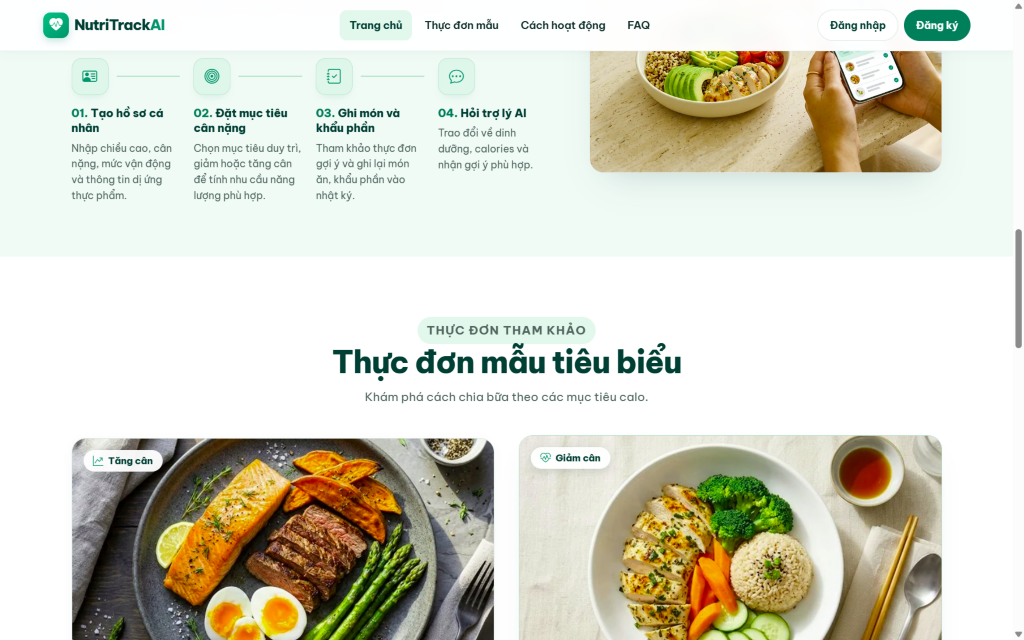 NutriTrackAI
Trang chủ
Thực đơn mẫu
Cách hoạt động
FAQ
Đăng nhập
Đăng ký
01. Tạo hồ sơ cá
nhân
Nhập chiều cao, cân
nặng, mức vận động
và thông tin dị ứng
thực phẩm.
02. Đặt mục tiêu
cân nặng
Chọn mục tiêu duy trì,
giảm hoặc tăng cân
để tính nhu cầu năng
lượng phù hợp.
03. Ghi món và
khẩu phần
Tham khảo thực đơn
gợi ý và ghi lại món
ăn, khẩu phần vào
nhật ký.
04. Hỏi trợ lý AI
Trao đổi về dinh
dưỡng, calories và
nhận gợi ý phù hợp.
THỰC ĐƠN THAM KHẢO
Thực đơn mẫu tiêu biểu
Khám phá cách chia bữa theo các mục tiêu calo.
Tăng cân
Giảm cân